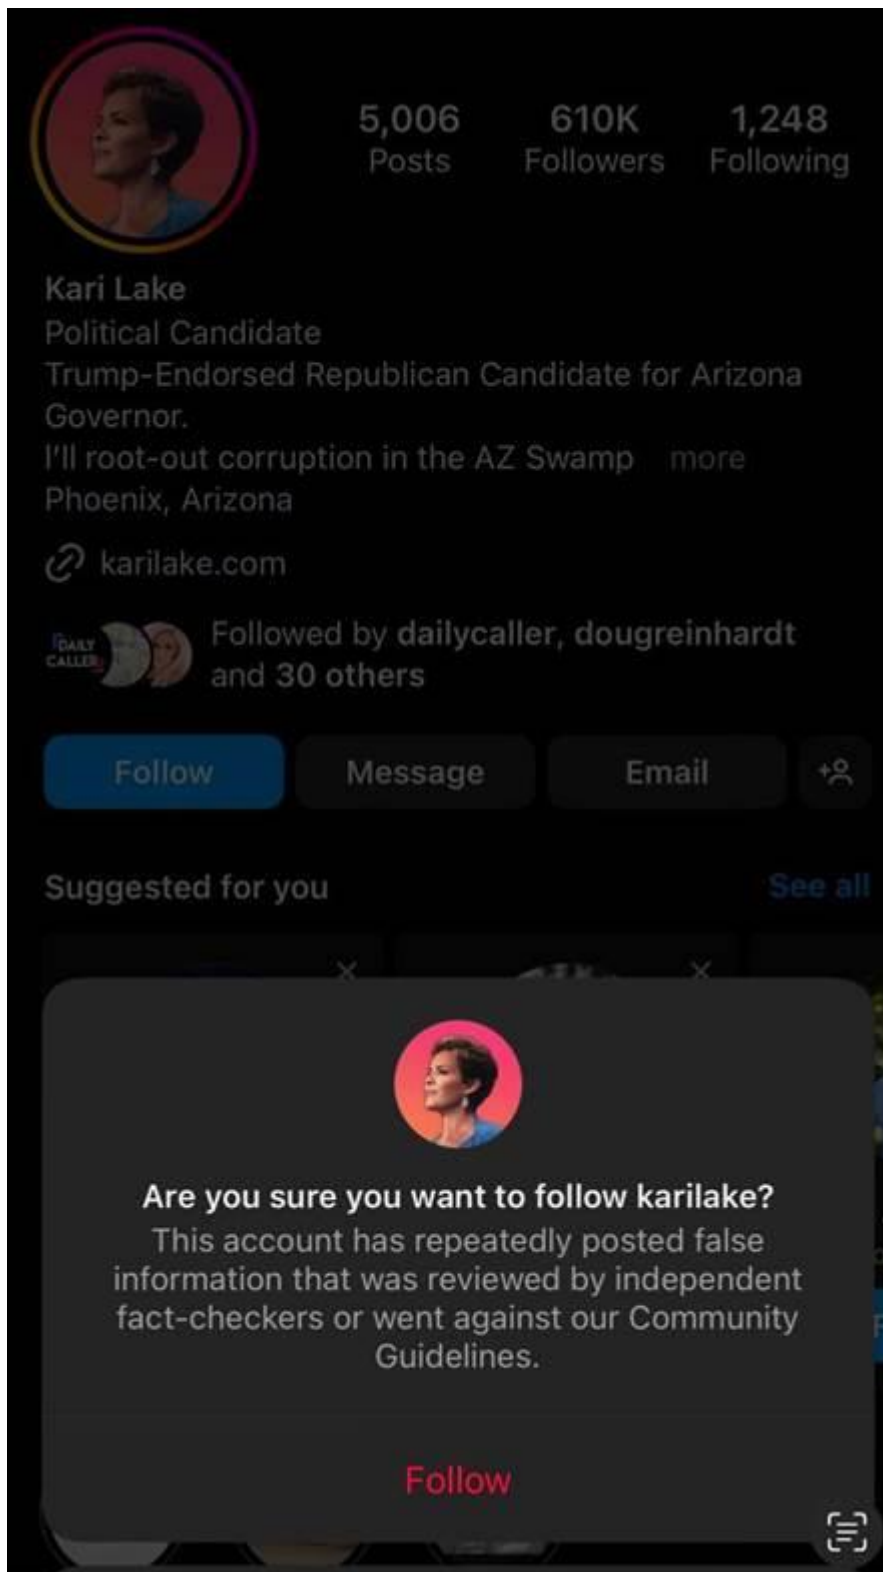 5,006 610K 1,248
Posts Followers Following
Kari Lake
Political Candidate
Trump-Endorsed Republican Candidate for Arizona
Governor.
I'll root-out corruption in the AZ Swamp more
Phoenix, Arizona
karilake.com
DAILY
CALLER
Followed by dailycaller, dougreinhardt
and 30 others
Follow Message Email
Suggested for you See all
Are you sure you want to follow karilake?
This account has repeatedly posted false
information that was reviewed by independent
fact-checkers or went against our Community
Guidelines.
Follow